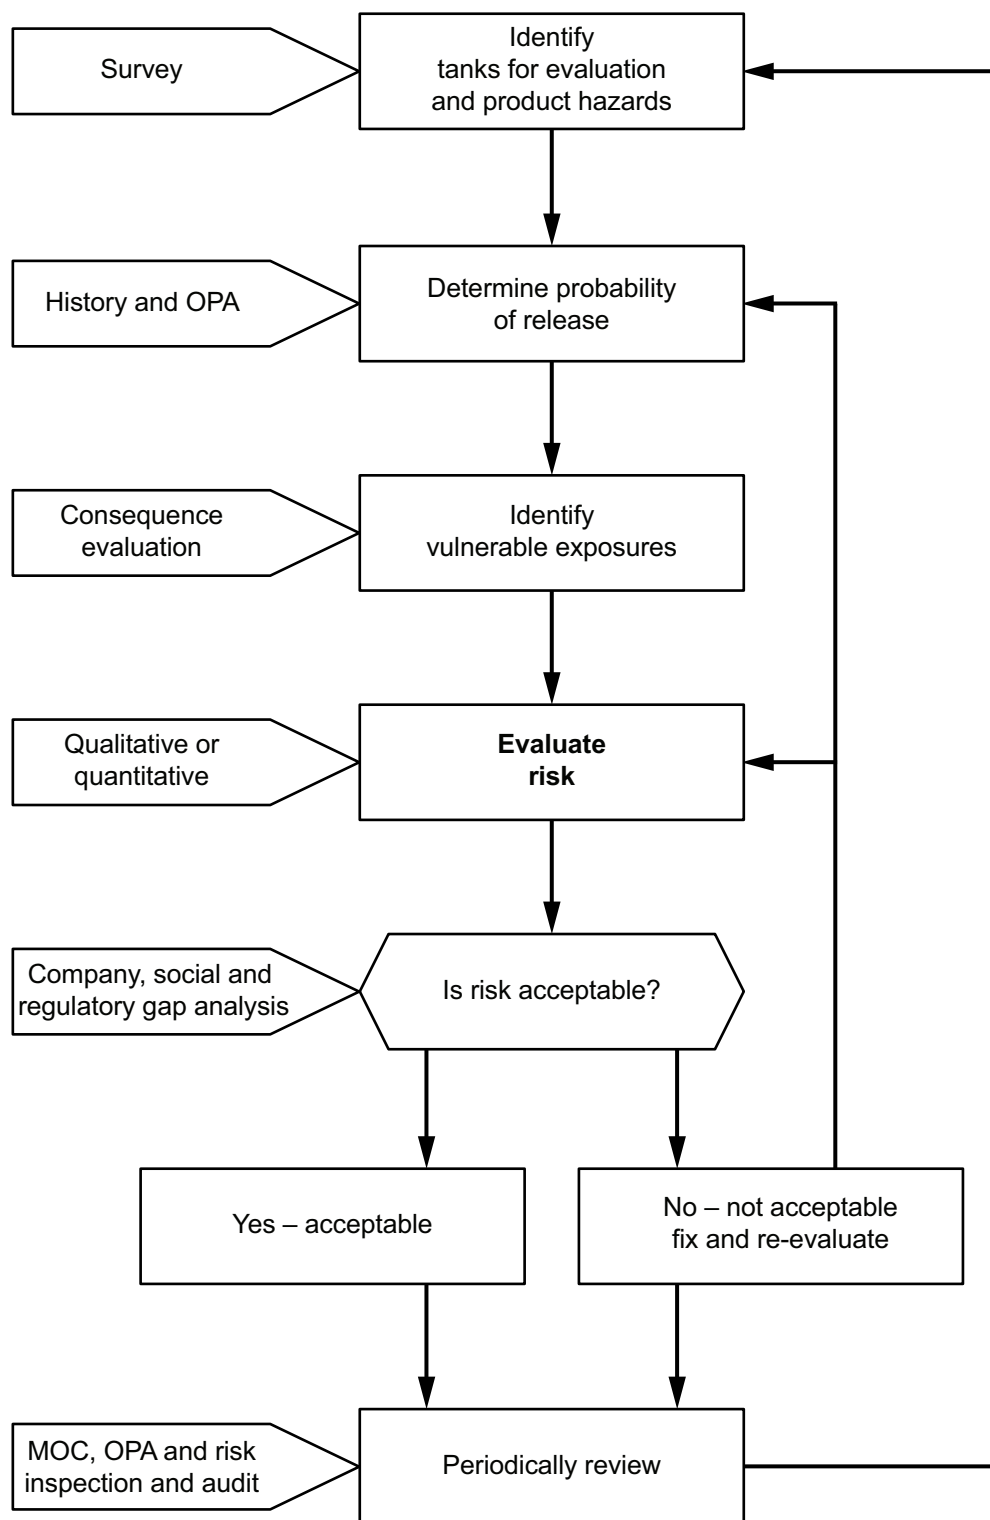 Survey
Identify
tanks for evaluation
and product hazards
History and OPA
Determine probability
of release
Consequence
evaluation
Identify
vulnerable exposures
Qualitative or
quantitative
Evaluate
risk
Company, social and
regulatory gap analysis
Is risk acceptable?
Yes – acceptable
No – not acceptable
fix and re-evaluate
MOC, OPA and risk
inspection and audit
Periodically review